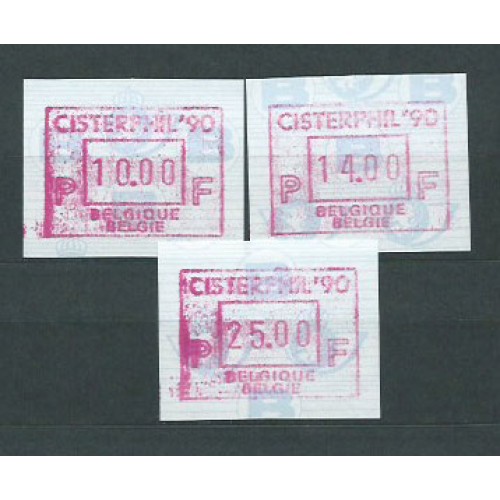 CISTERPHIL'90
10.00
P F
BELGIQUE
BELGIE
CISTERPHIL'90
14.00
P F
BELGIQUE
BELGIE
CISTERPHIL'90
25.00
P F
BELGIQUE
BELGIE